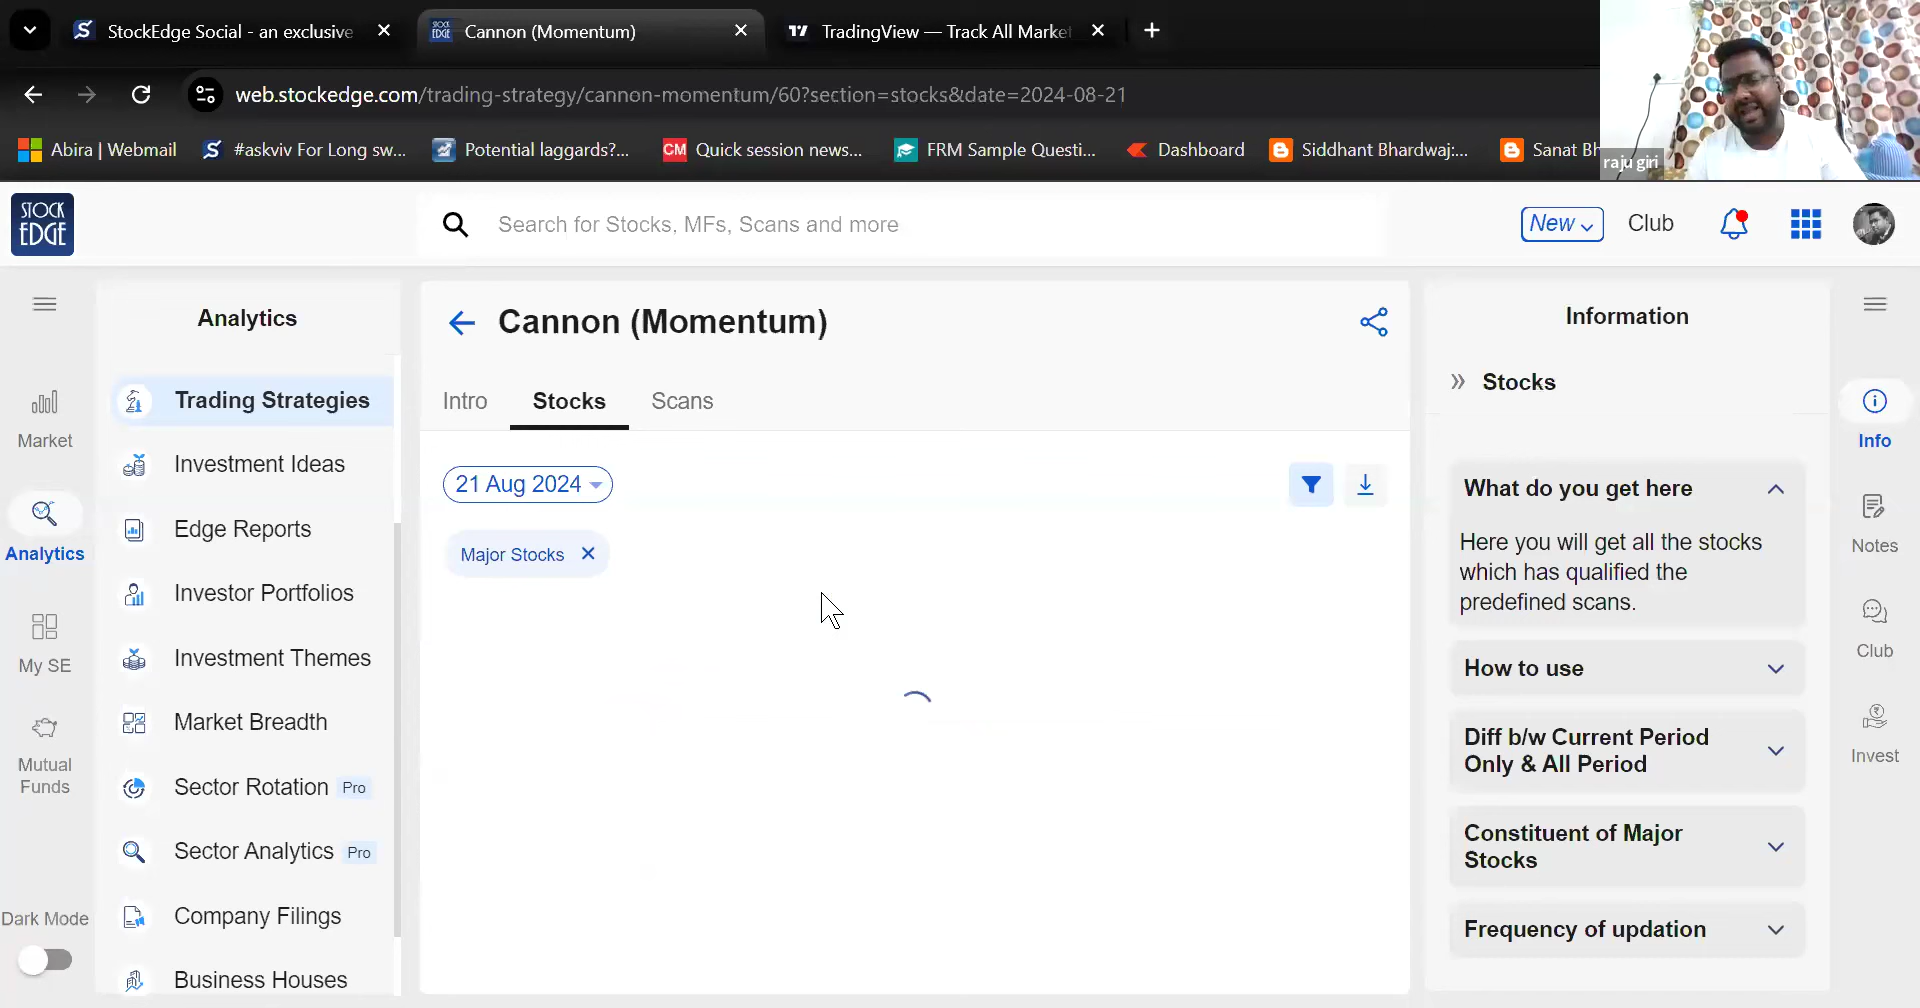 StockEdge Social - an exclusive
Cannon (Momentum)
TradingView — Track All Market
web.stockedge.com/trading-strategy/cannon-momentum/60?section=stocks&date=2024-08-21
Abira | Webmail
#askviv For Long sw...
Potential laggards?...
CM Quick session news...
FRM Sample Questi...
Dashboard
Siddhant Bhardwaj:...
Sanat Bh
raju giri
STOCK
EDGE
Search for Stocks, MFs, Scans and more
New
Club
Market
Analytics
My SE
Mutual
Funds
Dark Mode
Analytics
Trading Strategies
Investment Ideas
Edge Reports
Investor Portfolios
Investment Themes
Market Breadth
Sector Rotation Pro
Sector Analytics Pro
Company Filings
Business Houses
Cannon (Momentum)
Intro
Stocks
Scans
21 Aug 2024
Major Stocks
Information
Stocks
What do you get here
Here you will get all the stocks
which has qualified the
predefined scans.
How to use
Diff b/w Current Period
Only & All Period
Constituent of Major
Stocks
Frequency of updation
Info
Notes
Club
Invest